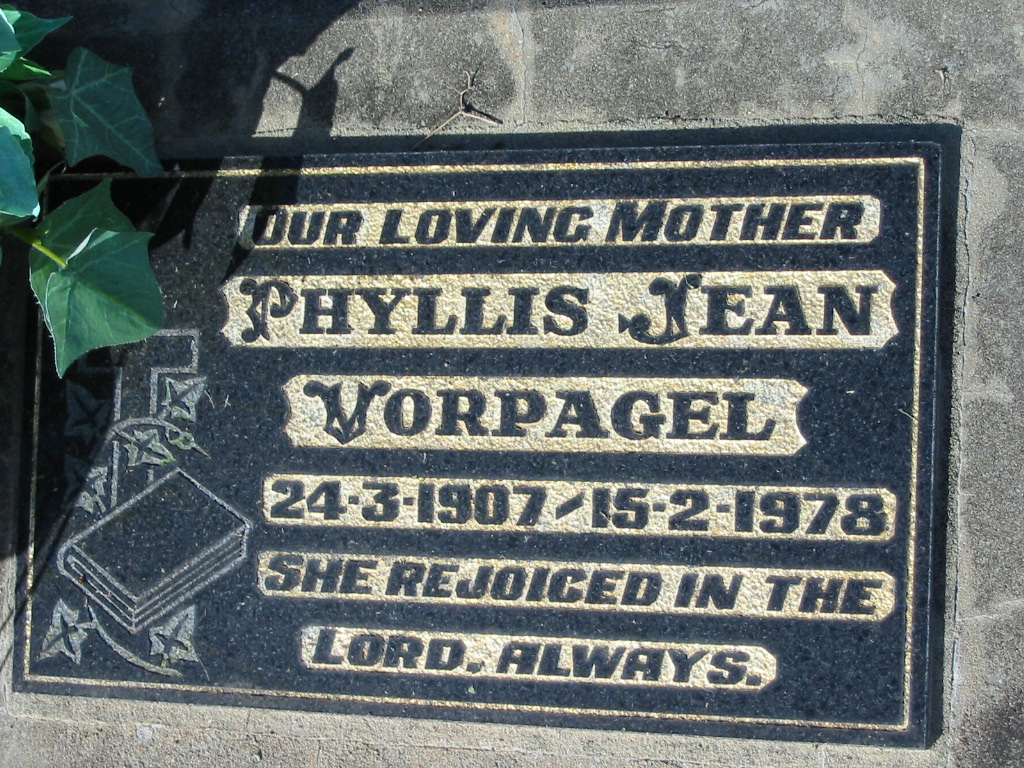 OUR LOVING MOTHER
PHYLLIS JEAN
VORPAGEL
24-3-1907 / 15-2-1978
SHE REJOICED IN THE
LORD, ALWAYS.